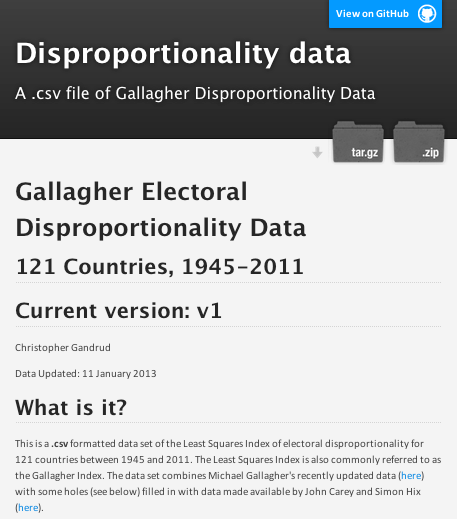 View on GitHub
Disproportionality data
A .csv file of Gallagher Disproportionality Data
tar.gz
.zip
Gallagher Electoral
Disproportionality Data
121 Countries, 1945-2011
Current version: v1
Christopher Gandrud
Data Updated: 11 January 2013
What is it?
This is a .csv formatted data set of the Least Squares Index of electoral disproportionality for
121 countries between 1945 and 2011. The Least Squares Index is also commonly referred to as
the Gallagher Index. The data set combines Michael Gallagher's recently updated data (here)
with some holes (see below) filled in with data made available by John Carey and Simon Hix
(here).